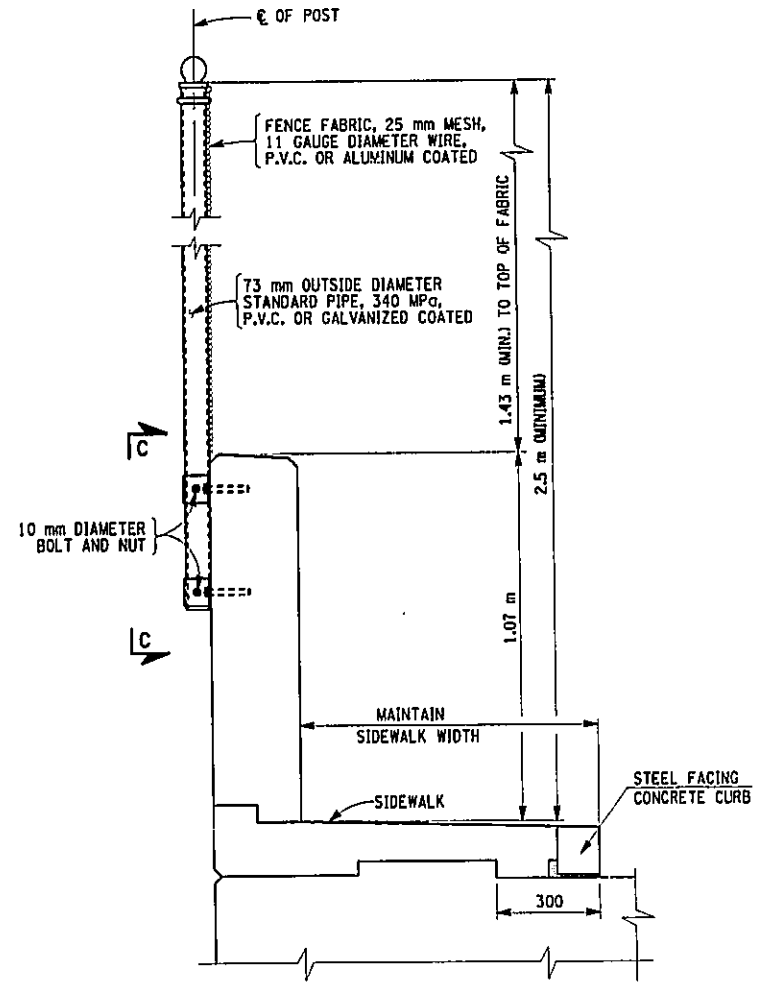 ℄ OF POST
FENCE FABRIC, 25 mm MESH,
11 GAUGE DIAMETER WIRE,
P.V.C. OR ALUMINUM COATED
73 mm OUTSIDE DIAMETER
STANDARD PIPE, 340 MPa,
P.V.C. OR GALVANIZED COATED
1.43 m (MIN.) TO TOP OF FABRIC
2.5 m (MINIMUM)
C
10 mm DIAMETER
BOLT AND NUT
C
1.07 m
MAINTAIN
SIDEWALK WIDTH
SIDEWALK
STEEL FACING
CONCRETE CURB
300